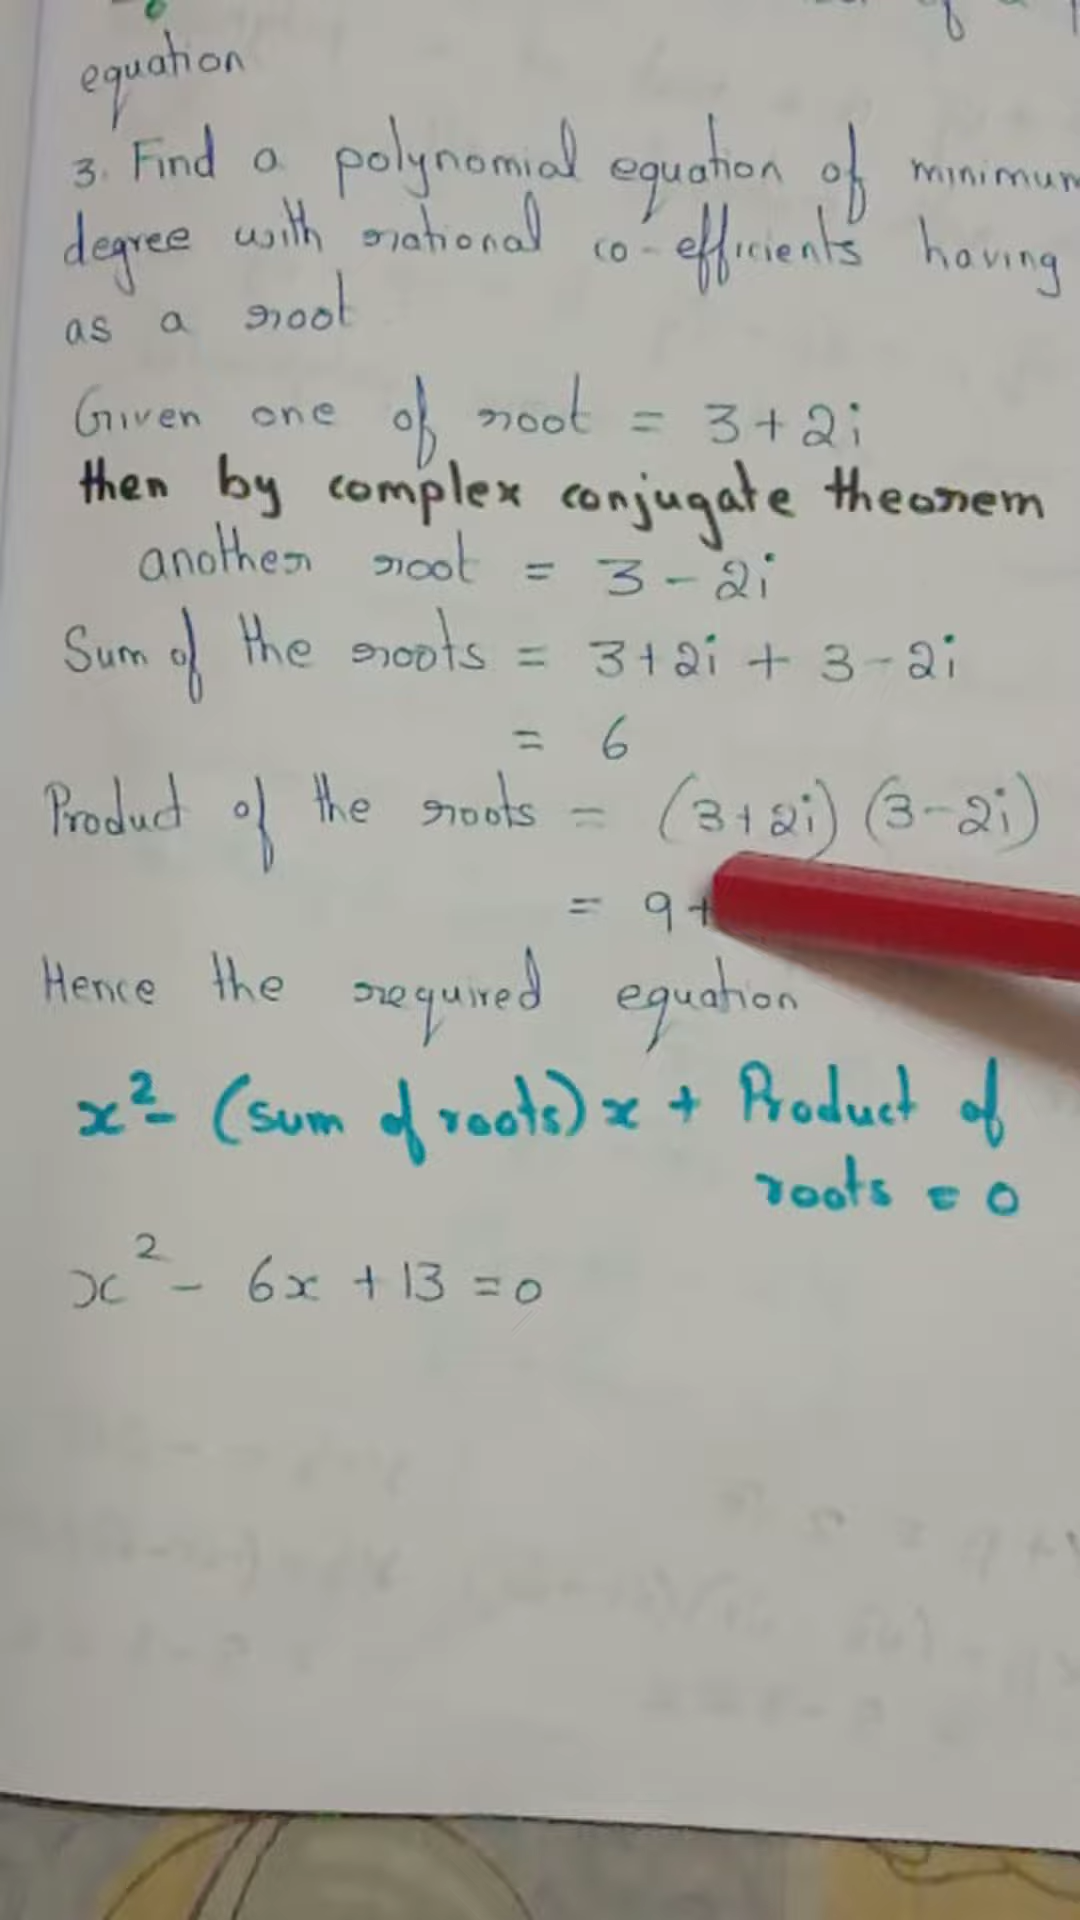 equation
3. Find a polynomial equation of minimum
degree with rational co-efficients having
as a root
Given one of root = 3+2i
then by complex conjugate theorem
another root = 3-2i
Sum of the roots = 3+2i + 3-2i
= 6
Product of the roots = (3+2i) (3-2i)
= 9+
Hence the required equation
x²- (sum of roots)x + Product of
roots = 0
x² - 6x + 13 = 0